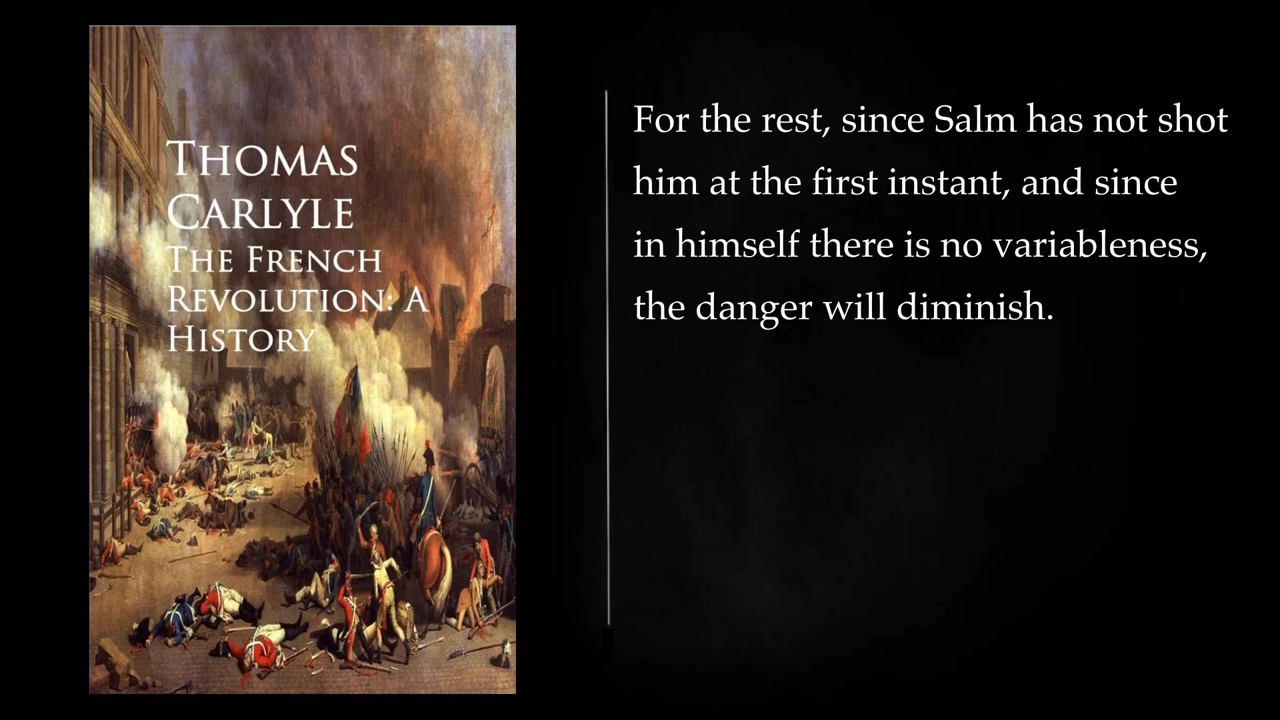 THOMAS
CARLYLE
THE FRENCH
REVOLUTION: A
HISTORY
For the rest, since Salm has not shot
him at the first instant, and since
in himself there is no variableness,
the danger will diminish.